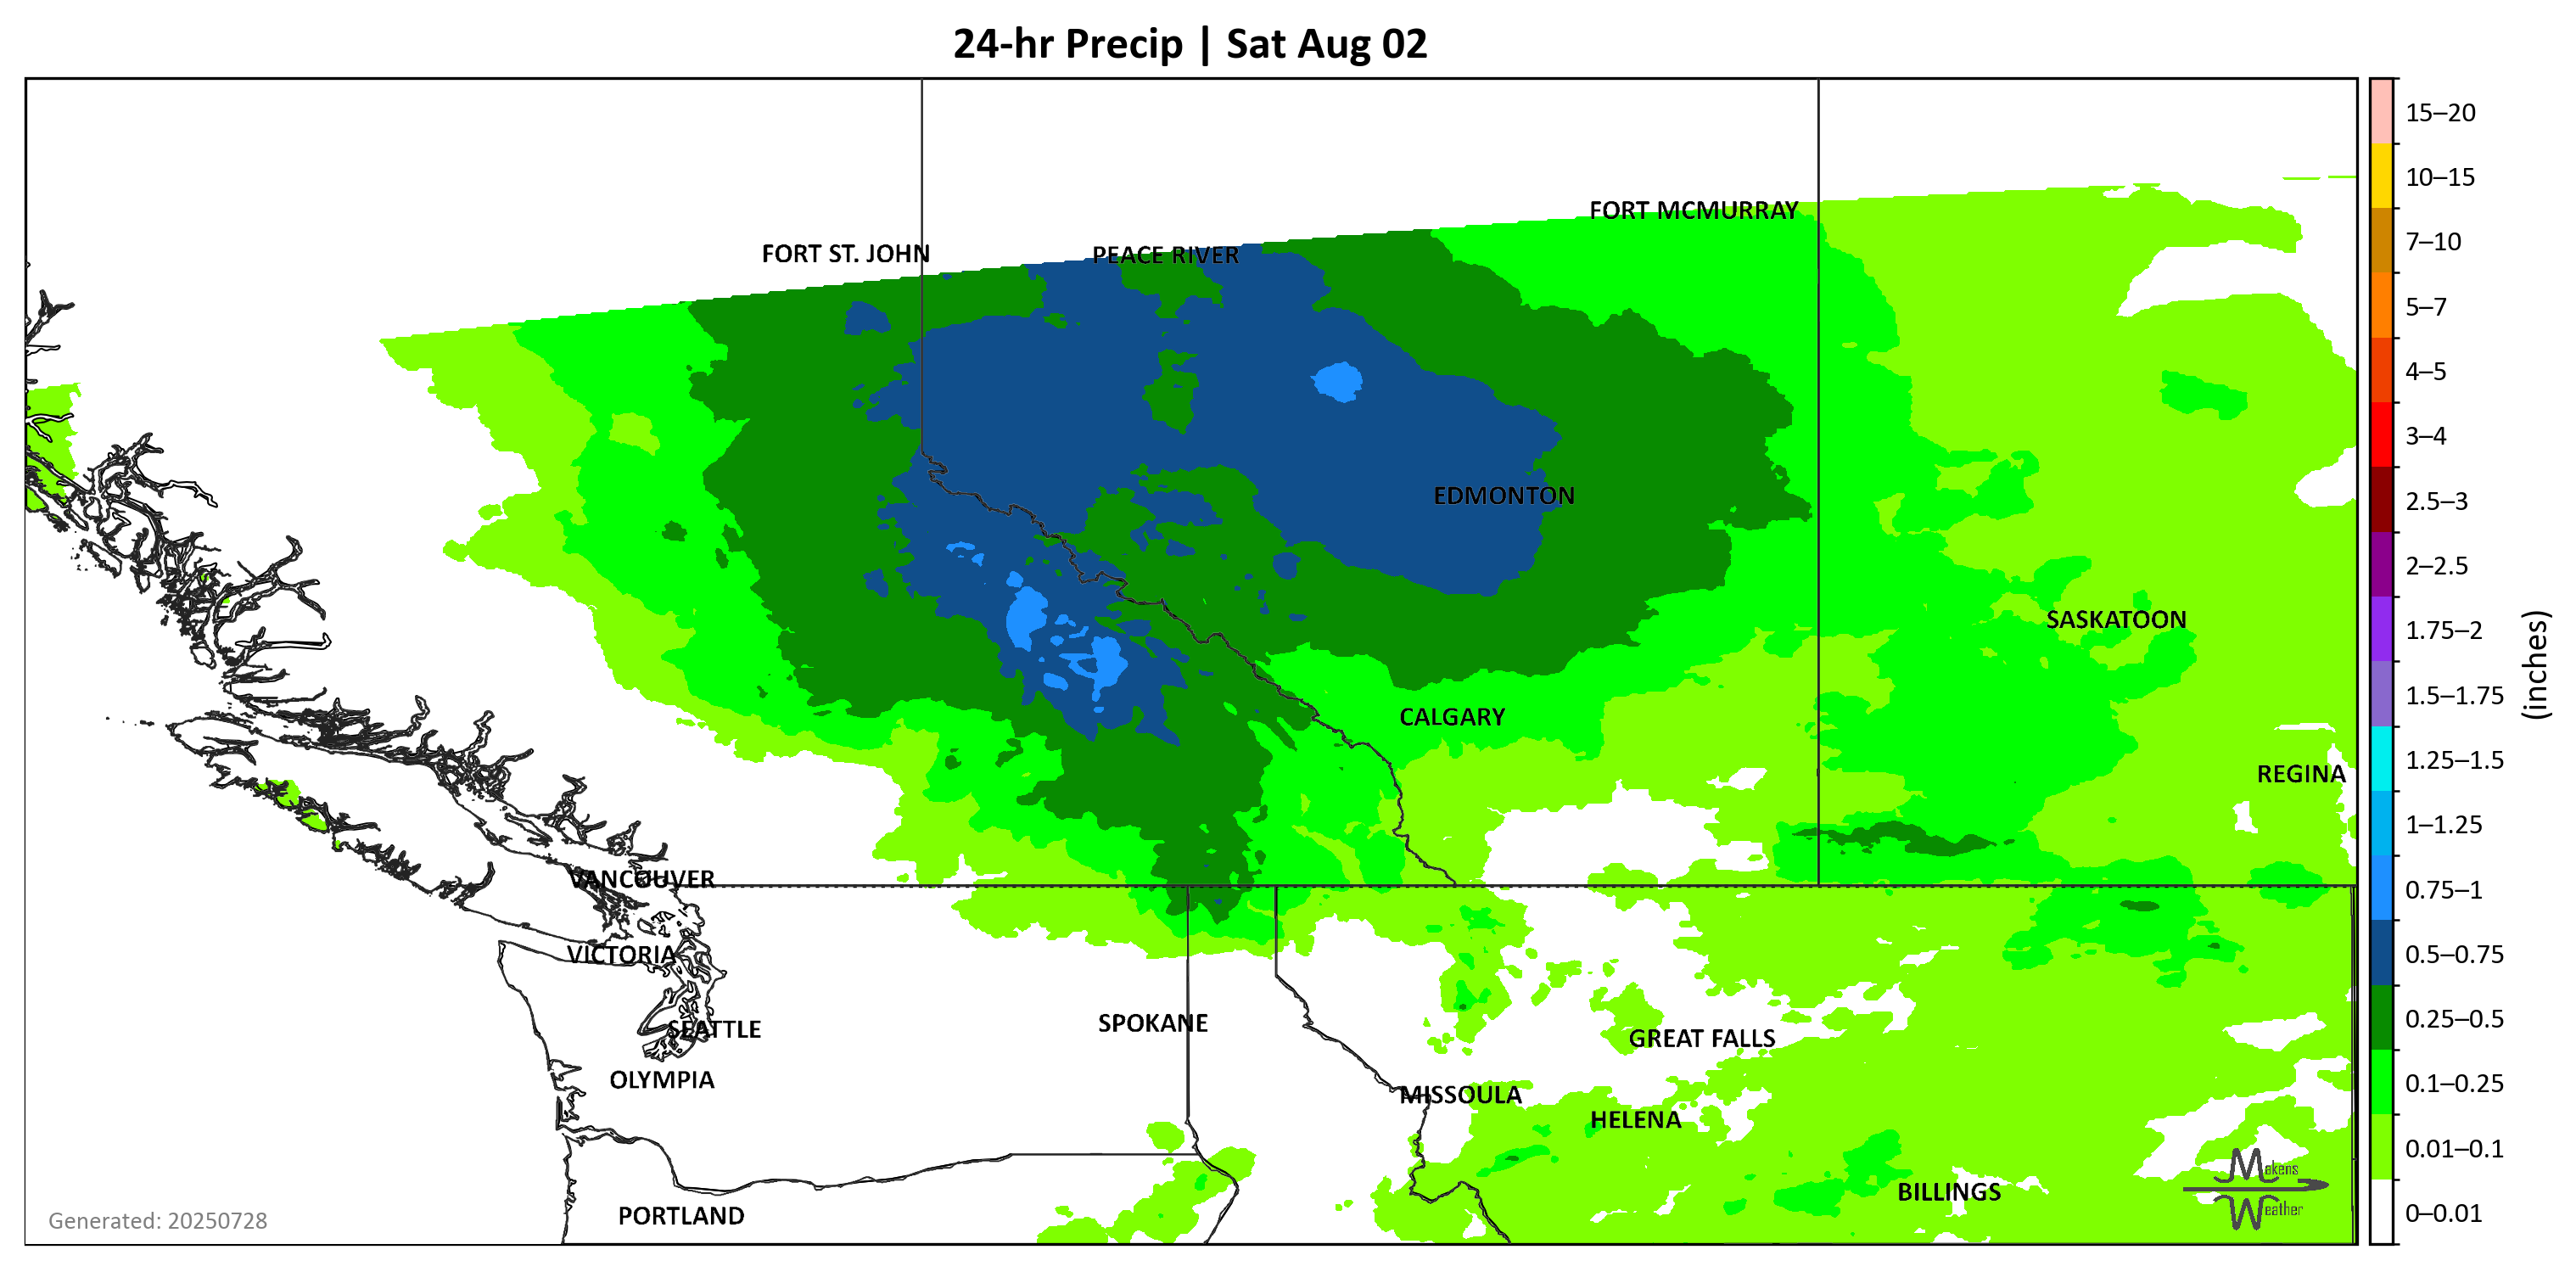 24-hr Precip | Sat Aug 02
FORT MCMURRAY
FORT ST. JOHN
PEACE RIVER
EDMONTON
SASKATOON
CALGARY
REGINA
VANCOUVER
VICTORIA
SPOKANE
SEATTLE
GREAT FALLS
OLYMPIA
MISSOULA
HELENA
BILLINGS
PORTLAND
Generated: 20250728
Makens
Weather
15–20
10–15
7–10
5–7
4–5
3–4
2.5–3
2–2.5
1.75–2
1.5–1.75
1.25–1.5
1–1.25
0.75–1
0.5–0.75
0.25–0.5
0.1–0.25
0.01–0.1
0–0.01
(inches)